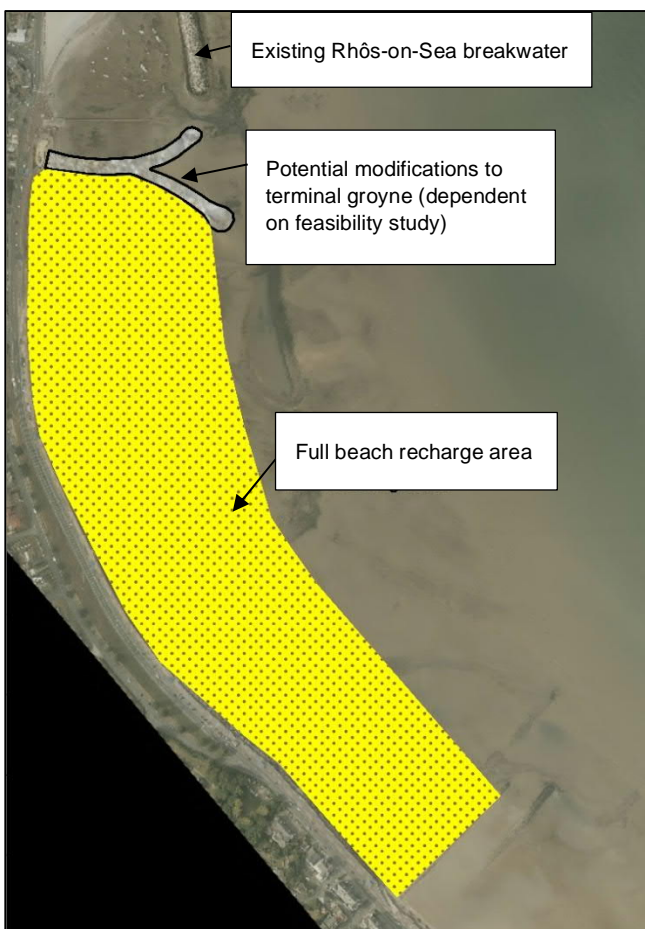 Existing Rhôs-on-Sea breakwater
Potential modifications to
terminal groyne (dependent
on feasibility study)
Full beach recharge area